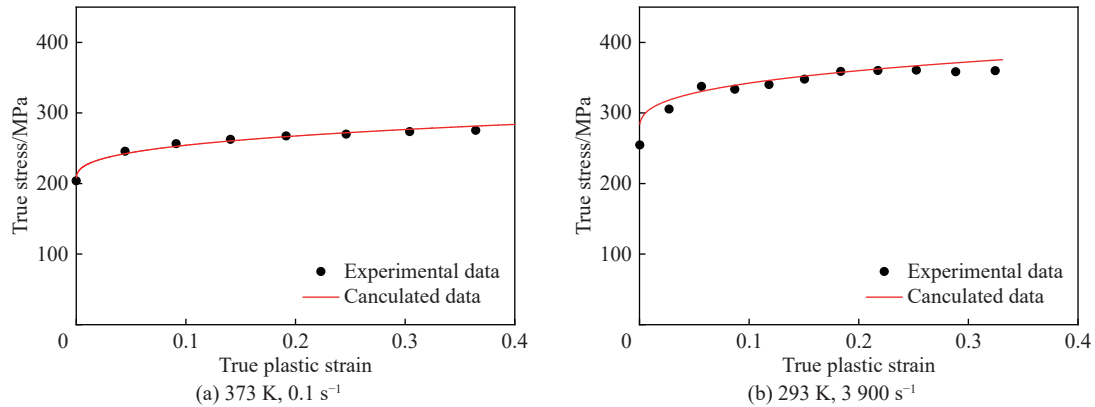 400
300
200
100
0
0.1
0.2
0.3
0.4
True stress/MPa
True plastic strain
Experimental data
Canculated data
(a) 373 K, 0.1 s⁻¹
400
300
200
100
0
0.1
0.2
0.3
0.4
True stress/MPa
True plastic strain
Experimental data
Canculated data
(b) 293 K, 3 900 s⁻¹